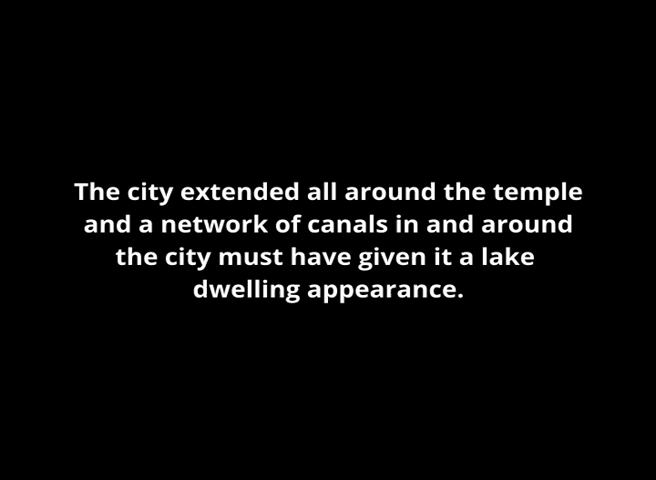 The city extended all around the temple
and a network of canals in and around
the city must have given it a lake
dwelling appearance.